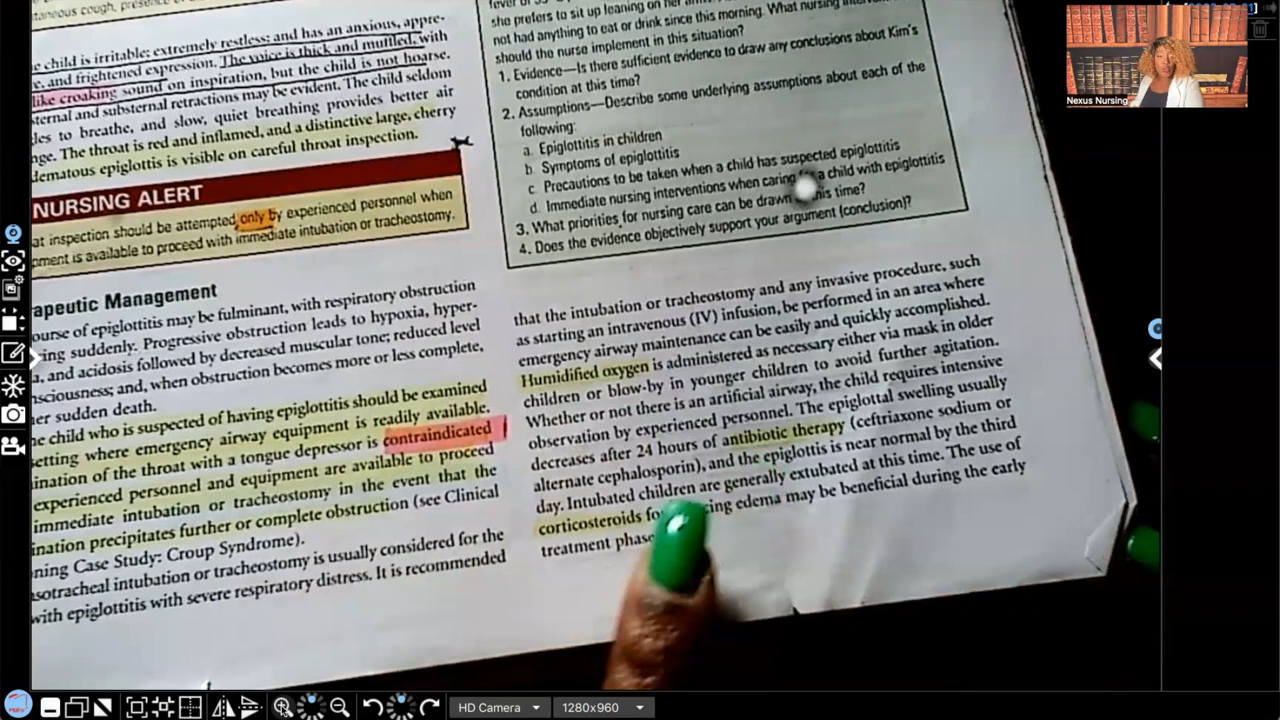 taneous cough, presence of
child is irritable; extremely restless; and has an anxious, appre-
and frightened expression. The voice is thick and muffled, with
like croaking sound on inspiration, but the child is not hoarse.
sternal and substernal retractions may be evident. The child seldom
les to breathe, and slow, quiet breathing provides better air
nge. The throat is red and inflamed, and a distinctive large, cherry
dematous epiglottis is visible on careful throat inspection.
NURSING ALERT
at inspection should be attempted only by experienced personnel when
pment is available to proceed with immediate intubation or tracheostomy.
apeutic Management
ourse of epiglottitis may be fulminant, with respiratory obstruction
ring suddenly. Progressive obstruction leads to hypoxia, hyper-
a, and acidosis followed by decreased muscular tone; reduced level
nsciousness; and, when obstruction becomes more or less complete,
her sudden death.
he child who is suspected of having epiglottitis should be examined
setting where emergency airway equipment is readily available.
ination of the throat with a tongue depressor is contraindicated
experienced personnel and equipment are available to proceed
immediate intubation or tracheostomy in the event that the
ination precipitates further or complete obstruction (see Clinical
ning Case Study: Croup Syndrome).
asotracheal intubation or tracheostomy is usually considered for the
with epiglottitis with severe respiratory distress. It is recommended
fever of
she prefers to sit up leaning on her
not had anything to eat or drink since this morning. What nursing
should the nurse implement in this situation?
1. Evidence—Is there sufficient evidence to draw any conclusions about Kim's
condition at this time?
2. Assumptions—Describe some underlying assumptions about each of the
following:
a. Epiglottitis in children
b. Symptoms of epiglottitis
c. Precautions to be taken when a child has suspected epiglottitis
d. Immediate nursing interventions when caring a child with epiglottitis
3. What priorities for nursing care can be drawn this time?
4. Does the evidence objectively support your argument (conclusion)?
that the intubation or tracheostomy and any invasive procedure, such
as starting an intravenous (IV) infusion, be performed in an area where
emergency airway maintenance can be easily and quickly accomplished.
Humidified oxygen is administered as necessary either via mask in older
children or blow-by in younger children to avoid further agitation.
Whether or not there is an artificial airway, the child requires intensive
observation by experienced personnel. The epiglottal swelling usually
decreases after 24 hours of antibiotic therapy (ceftriaxone sodium or
alternate cephalosporin), and the epiglottis is near normal by the third
day. Intubated children are generally extubated at this time. The use of
corticosteroids edema may be beneficial during the early
treatment phase
Nexus Nursing
HD Camera
1280x960